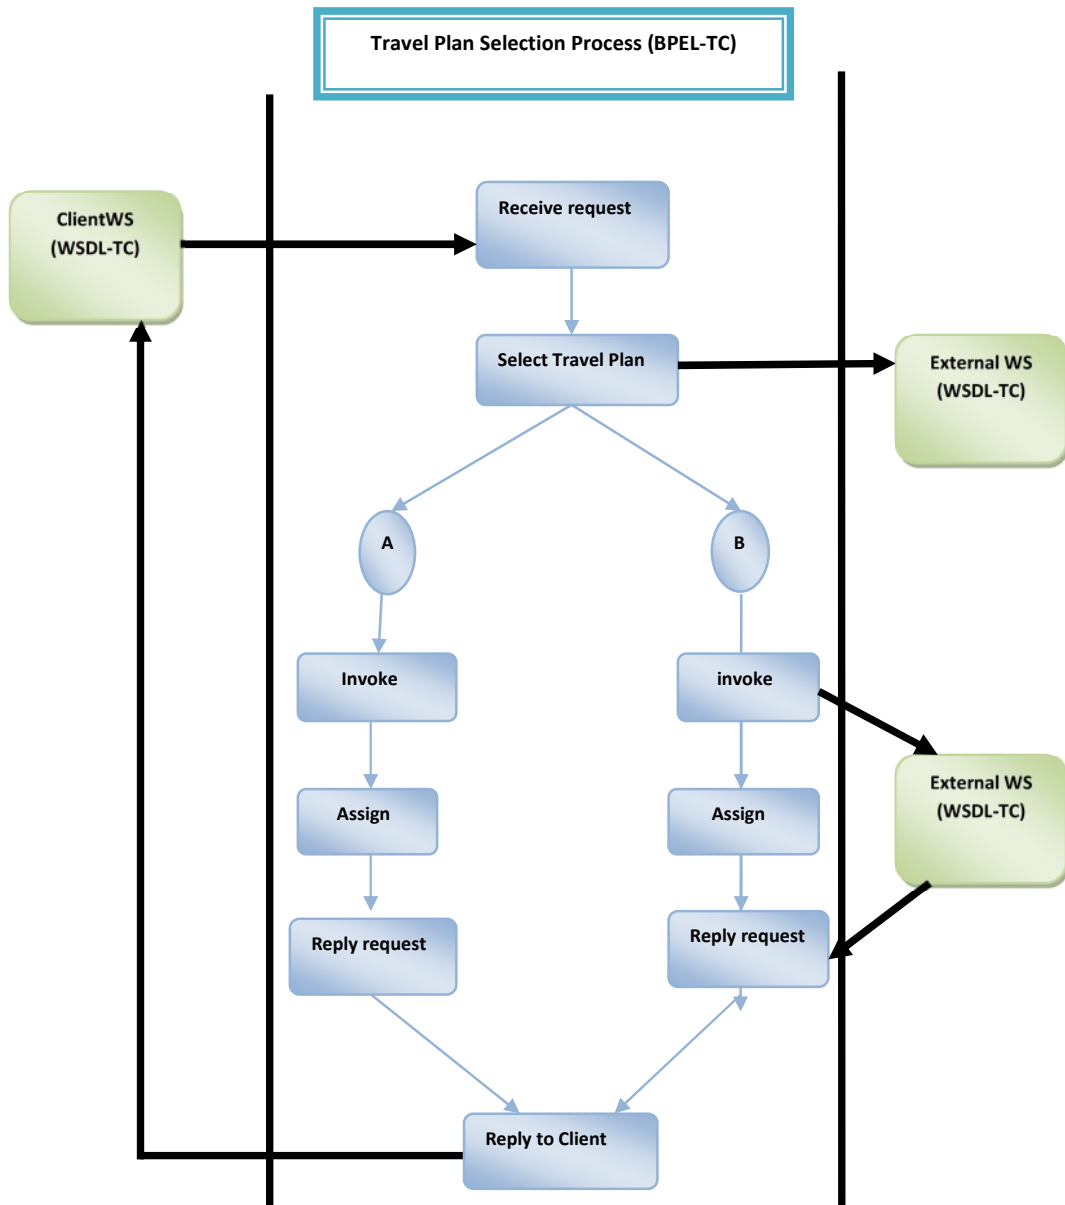 Travel Plan Selection Process (BPEL-TC)
Receive request
ClientWS
(WSDL-TC)
Select Travel Plan
External WS
(WSDL-TC)
A
B
Invoke
invoke
Assign
Assign
External WS
(WSDL-TC)
Reply request
Reply request
Reply to Client